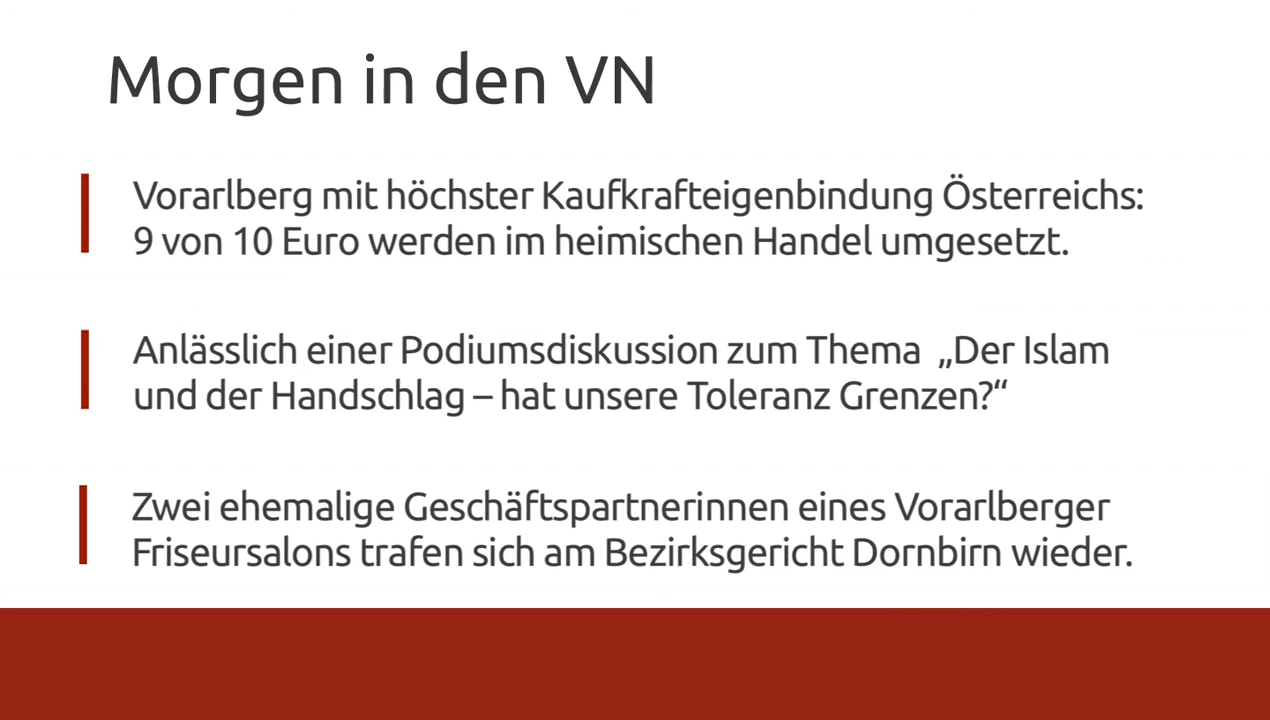 Morgen in den VN
Vorarlberg mit höchster Kaufkrafteigenbindung Österreichs:
9 von 10 Euro werden im heimischen Handel umgesetzt.
Anlässlich einer Podiumsdiskussion zum Thema „Der Islam
und der Handschlag – hat unsere Toleranz Grenzen?“
Zwei ehemalige Geschäftspartnerinnen eines Vorarlberger
Friseursalons trafen sich am Bezirksgericht Dornbirn wieder.